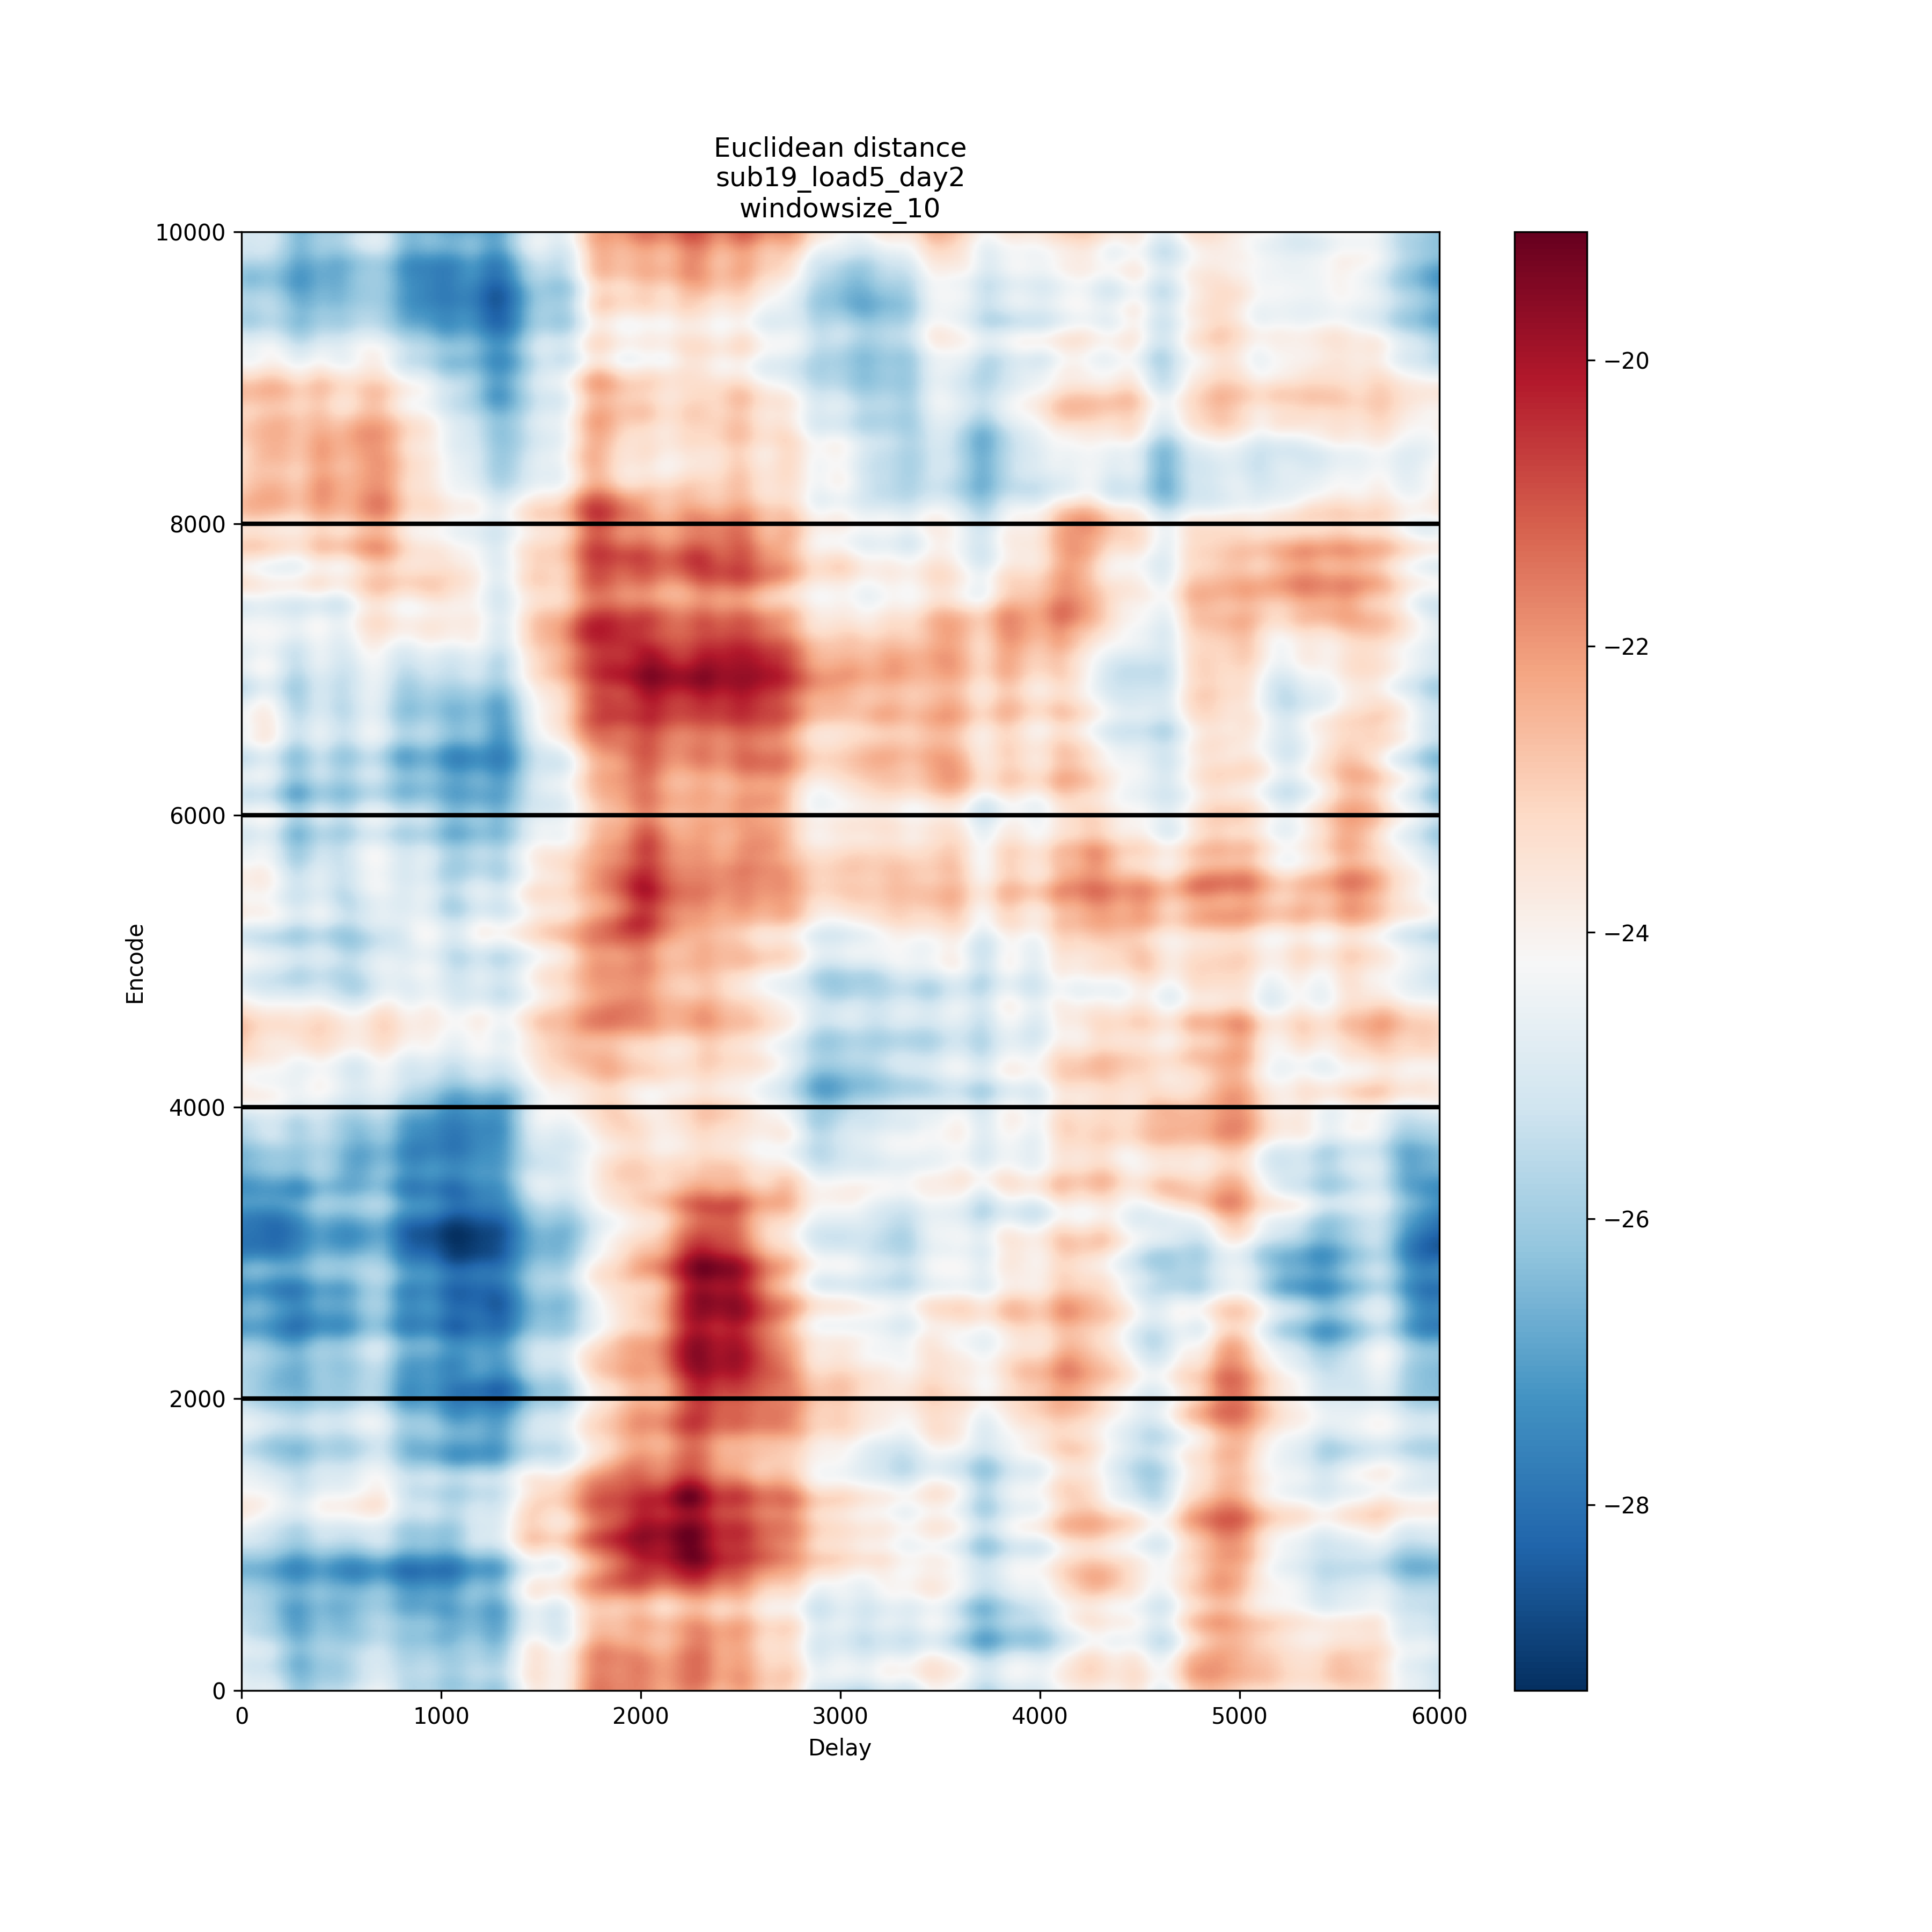 Euclidean distance
sub19_load5_day2
windowsize_10
10000
8000
6000
4000
2000
0
Encode
0 1000 2000 3000 4000 5000 6000
Delay
−20
−22
−24
−26
−28